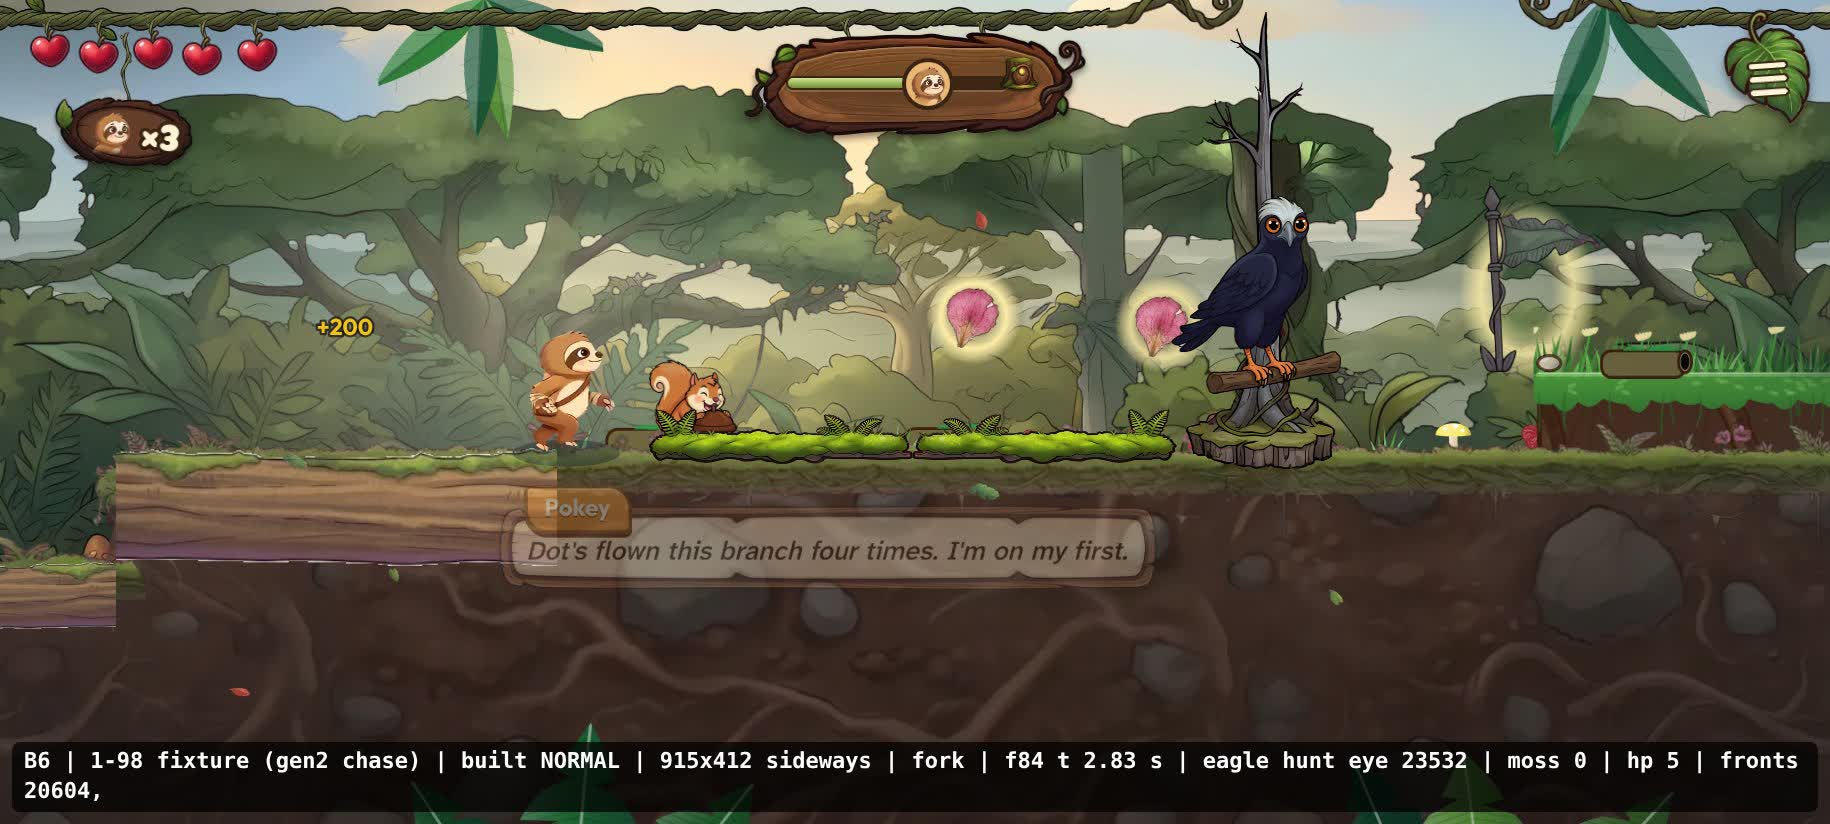 ×3
+200
Pokey
Dot's flown this branch four times. I'm on my first.
B6 | 1-98 fixture (gen2 chase) | built NORMAL | 915x412 sideways | fork | f84 t 2.83 s | eagle hunt eye 23532 | moss 0 | hp 5 | fronts
20604,